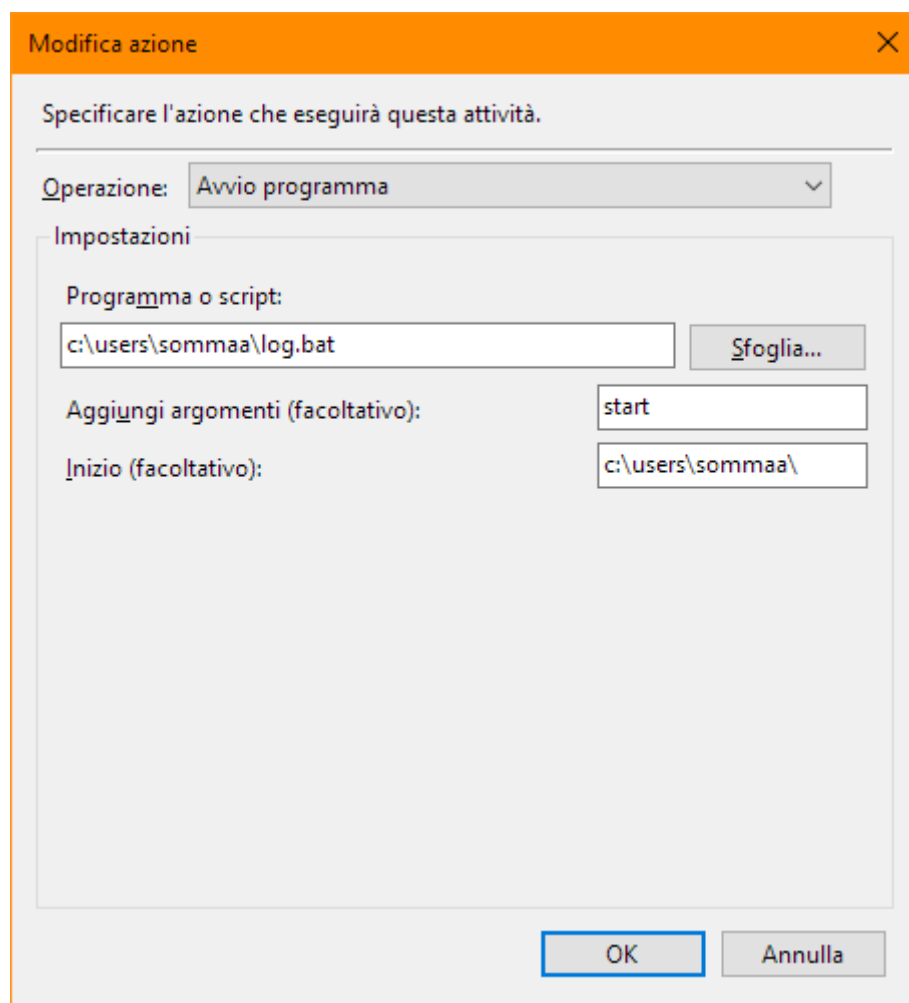 Modifica azione
Specificare l'azione che eseguirà questa attività.
Operazione: Avvio programma
Impostazioni
Programma o script:
c:\users\sommaa\log.bat Sfoglia...
Aggiungi argomenti (facoltativo): start
Inizio (facoltativo): c:\users\sommaa\
OK Annulla